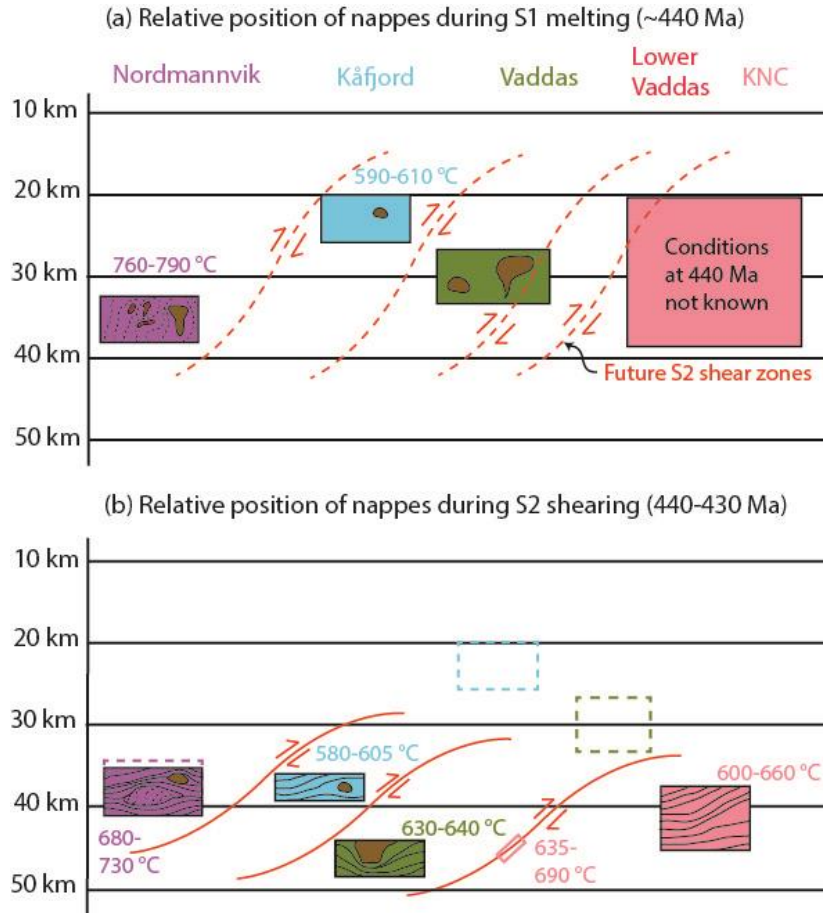 (a) Relative position of nappes during S1 melting (~440 Ma)
Nordmannvik
Kåfjord
Vaddas
Lower
Vaddas
KNC
10 km
20 km
30 km
40 km
50 km
590-610 °C
760-790 °C
Conditions
at 440 Ma
not known
Future S2 shear zones
(b) Relative position of nappes during S2 shearing (440-430 Ma)
10 km
20 km
30 km
40 km
50 km
580-605 °C
600-660 °C
680-
730 °C
630-640 °C
635-
690 °C